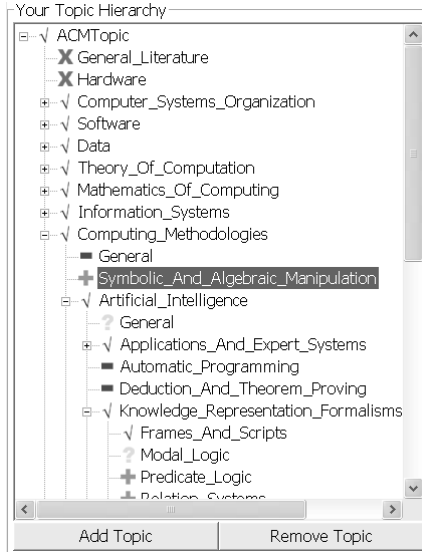 Your Topic Hierarchy
ACMTopic
General_Literature
Hardware
Computer_Systems_Organization
Software
Data
Theory_Of_Computation
Mathematics_Of_Computing
Information_Systems
Computing_Methodologies
General
Symbolic_And_Algebraic_Manipulation
Artificial_Intelligence
? General
Applications_And_Expert_Systems
Automatic_Programming
Deduction_And_Theorem_Proving
Knowledge_Representation_Formalisms
Frames_And_Scripts
? Modal_Logic
Predicate_Logic
Relation_Systems
Add Topic Remove Topic